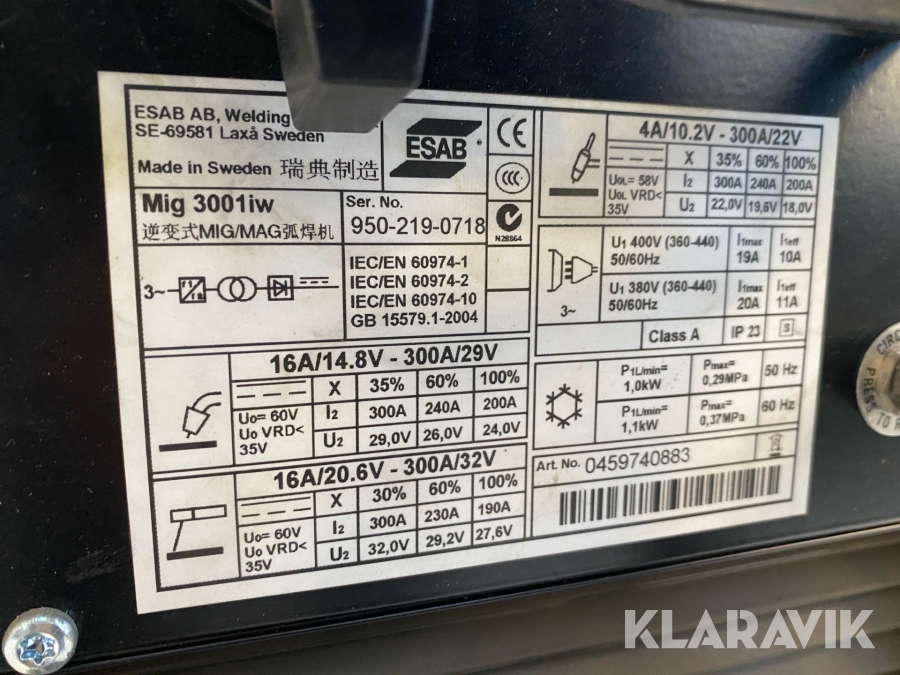 ESAB AB, Welding
SE-69581 Laxå Sweden
Made in Sweden 瑞典制造
ESAB
CE
CCC
N28864
Mig 3001iw
逆变式MIG/MAG弧焊机
Ser. No.
950-219-0718
3~
IEC/EN 60974-1
IEC/EN 60974-2
IEC/EN 60974-10
GB 15579.1-2004
16A/14.8V - 300A/29V
X 35% 60% 100%
U₀= 60V
U₀ VRD<
35V
I₂ 300A 240A 200A
U₂ 29,0V 26,0V 24,0V
16A/20.6V - 300A/32V
X 30% 60% 100%
U₀= 60V
U₀ VRD<
35V
I₂ 300A 230A 190A
U₂ 32,0V 29,2V 27,6V
4A/10.2V - 300A/22V
X 35% 60% 100%
UOL= 58V
UOL VRD<
35V
I₂ 300A 240A 200A
U₂ 22,0V 19,6V 18,0V
3~
U₁ 400V (360-440)
50/60Hz
I1max
19A
I1eff
10A
U₁ 380V (360-440)
50/60Hz
I1max
20A
I1eff
11A
Class A IP 23 S
P1L/min=
1,0kW
Pmax=
0,29MPa
50 Hz
P1L/min=
1,1kW
Pmax=
0,37MPa
60 Hz
Art. No. 0459740883
PRESS TO
KLARAVIK